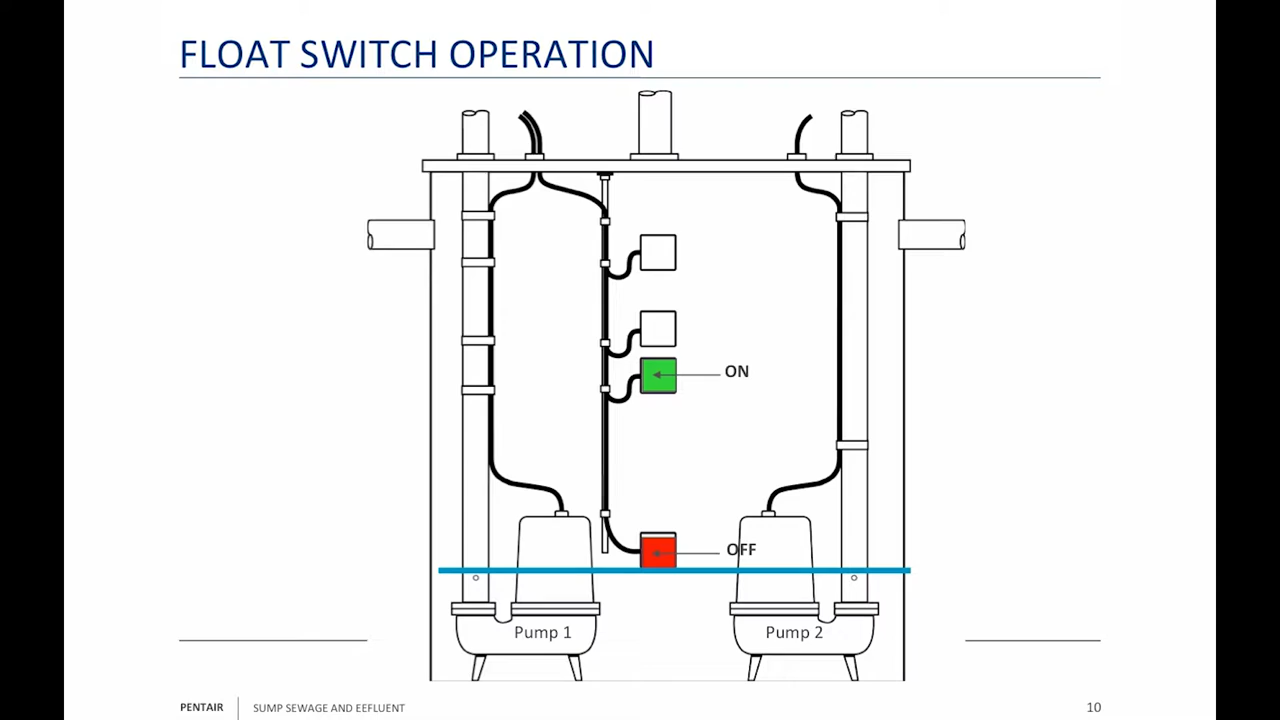 FLOAT SWITCH OPERATION
ON
OFF
Pump 1
Pump 2
PENTAIR
SUMP SEWAGE AND EEFLUENT
10